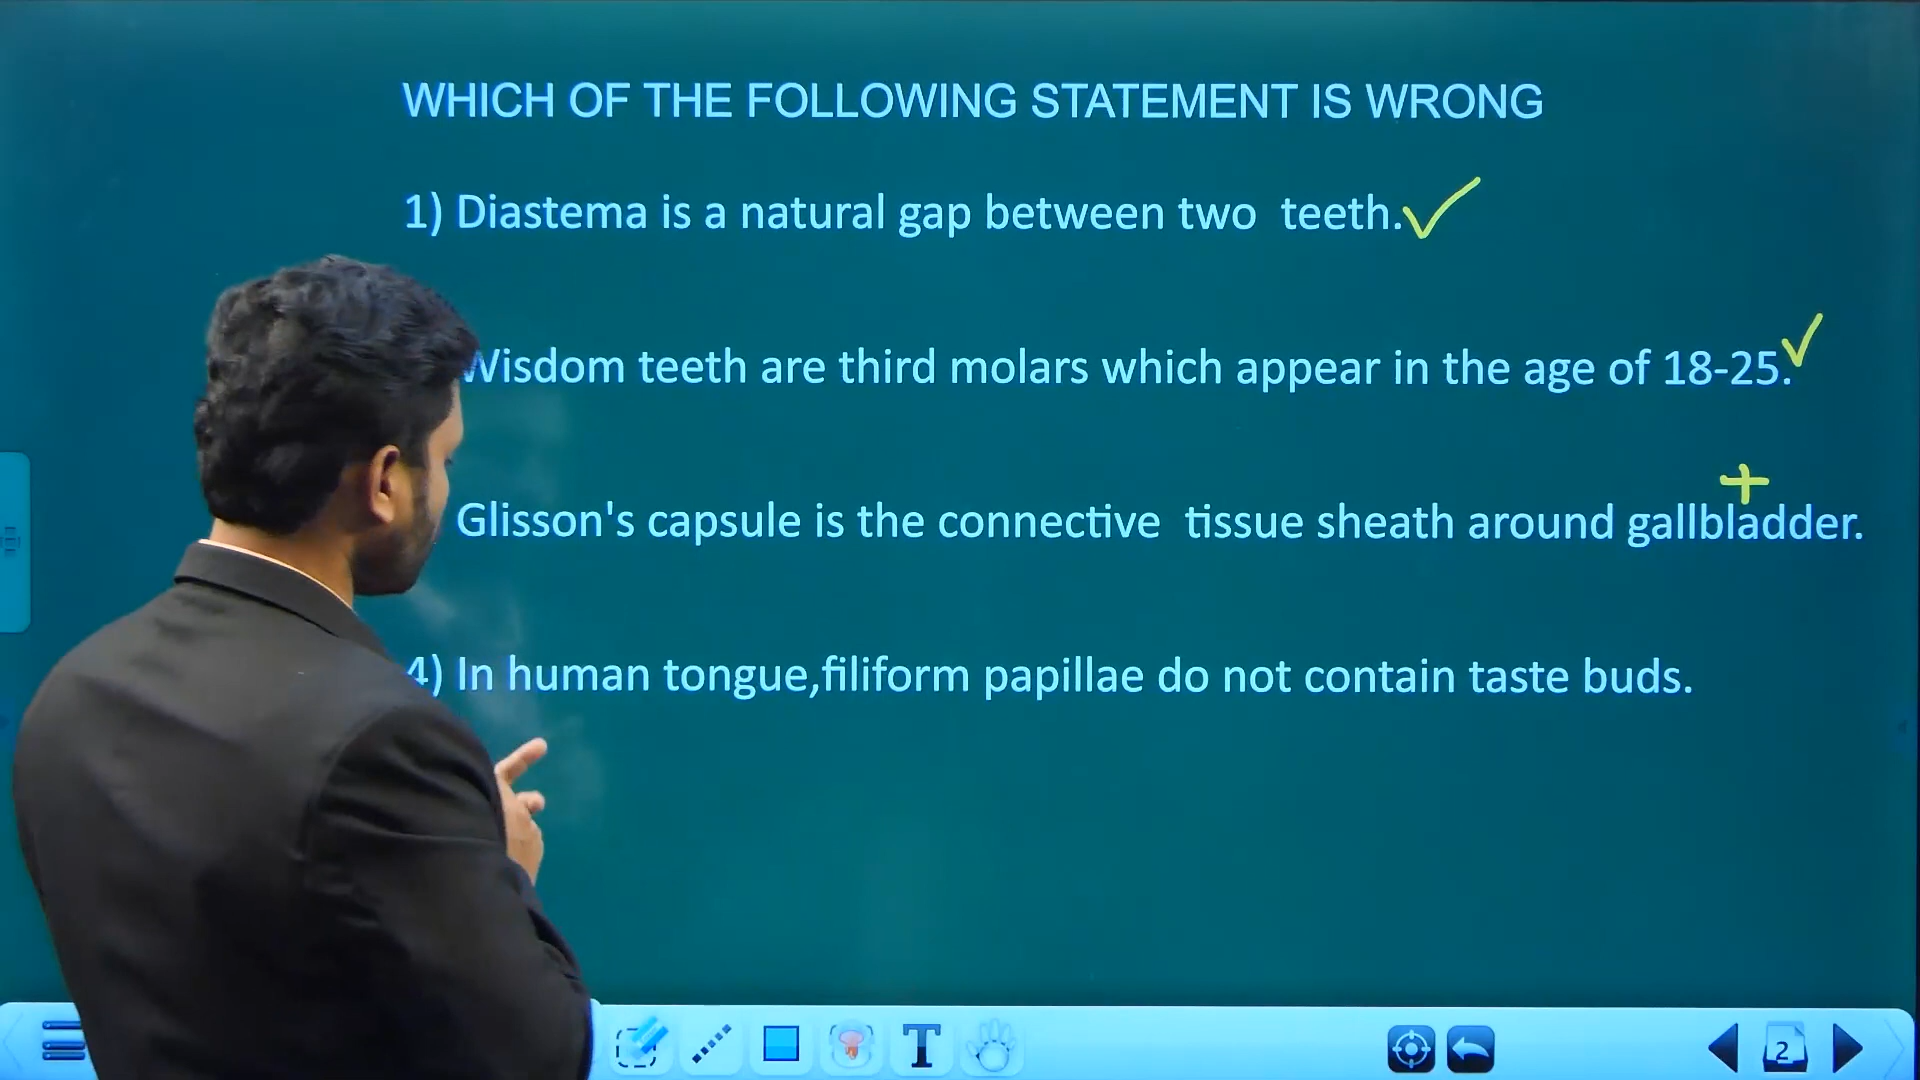 WHICH OF THE FOLLOWING STATEMENT IS WRONG
1) Diastema is a natural gap between two teeth.
Wisdom teeth are third molars which appear in the age of 18-25.
Glisson's capsule is the connective tissue sheath around gallbladder.
4) In human tongue,filiform papillae do not contain taste buds.
T
2